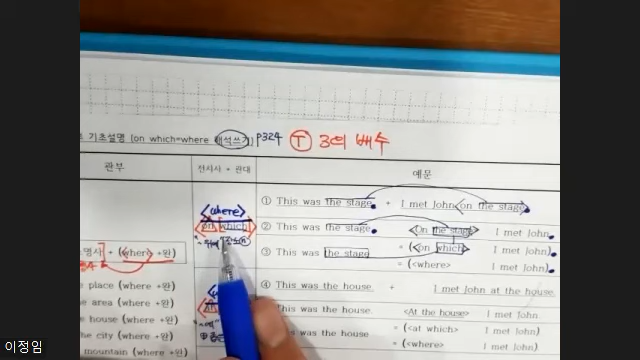 기초설명 [on which=where 해석쓰기] P324 Ⓣ 3의 배수
관부
전치사 + 관대
예문
<where>
on which
명사 + (where) +완)
place (where +완)
area (where +완)
house (where +완)
the city (where +완)
mountain (where +완)
① This was the stage. + I met John <on the stage.
② This was the stage. <On the stage> I met John.
③ This was the stage = (<on which> I met John).
= (<where> I met John)
④ This was the house. + I met John at the house.
This was the house. <At the house> I met John
This was the house = (<at which> I met John)
the house = (<where> I met John)
이정임